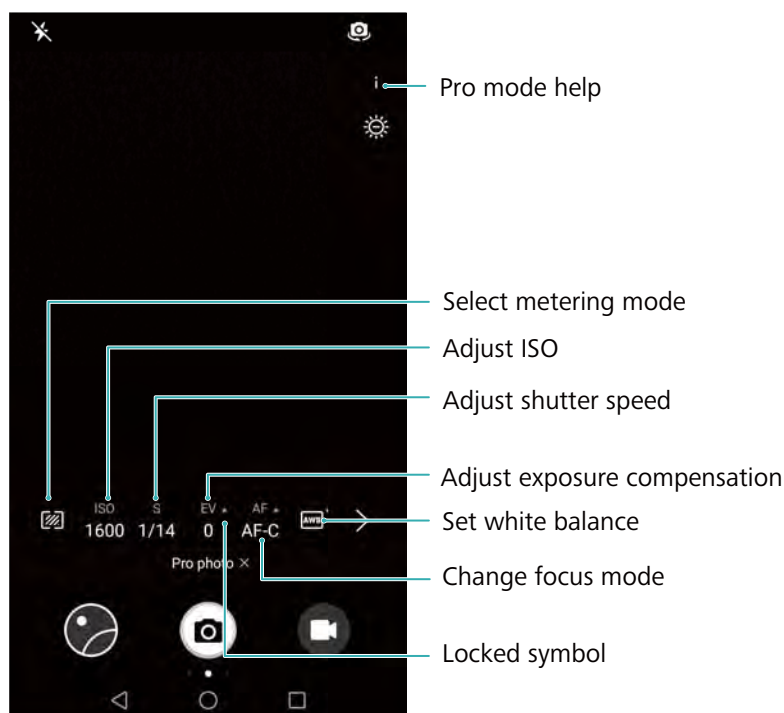 i
Pro mode help
Select metering mode
Adjust ISO
Adjust shutter speed
Adjust exposure compensation
ISO S EV AF
1600 1/14 0 AF-C AWB
Set white balance
Pro photo ×
Change focus mode
Locked symbol